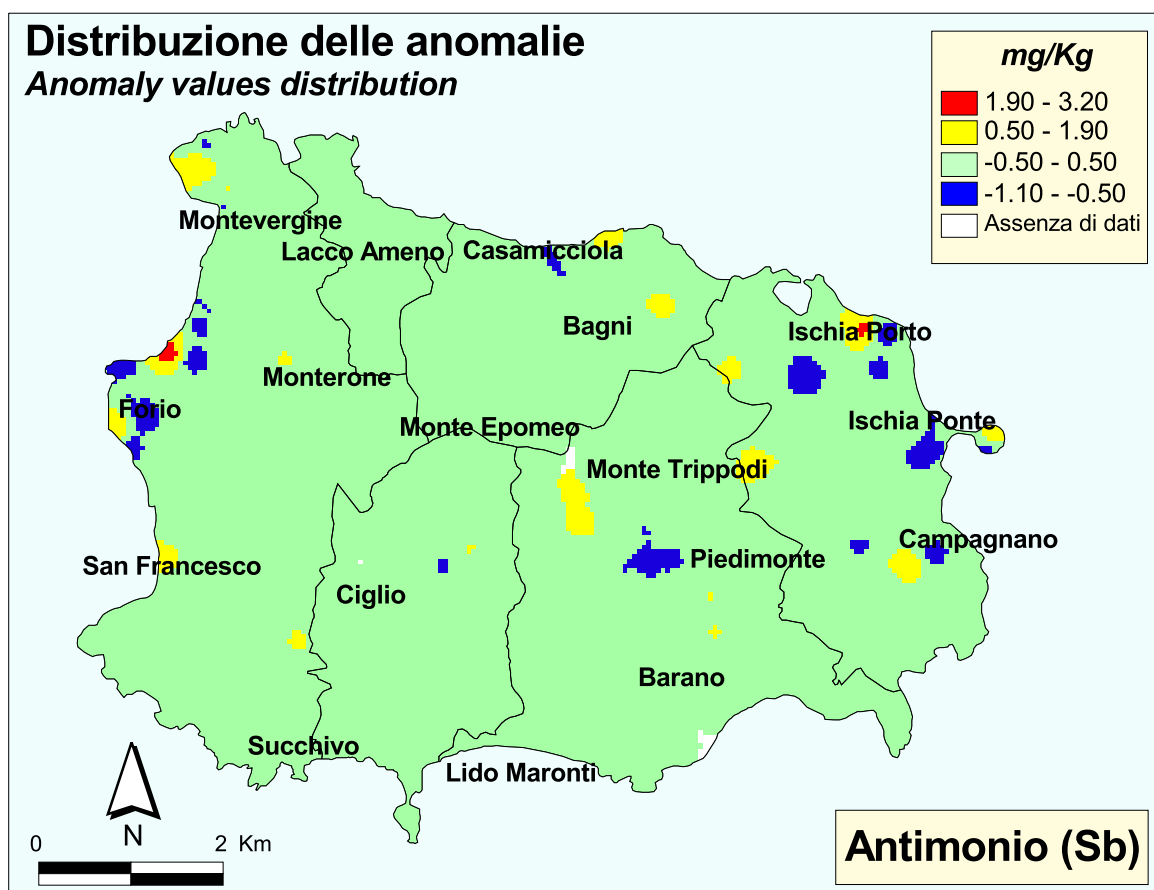 Distribuzione delle anomalie
Anomaly values distribution
mg/Kg
1.90 - 3.20
0.50 - 1.90
-0.50 - 0.50
-1.10 - -0.50
Assenza di dati
Montevergine
Lacco Ameno
Casamicciola
Bagni
Ischia Porto
Monterone
Forio
Monte Epomeo
Ischia Ponte
Monte Trippodi
San Francesco
Ciglio
Piedimonte
Campagnano
Barano
Succhivo
Lido Maronti
N
0 2 Km
Antimonio (Sb)